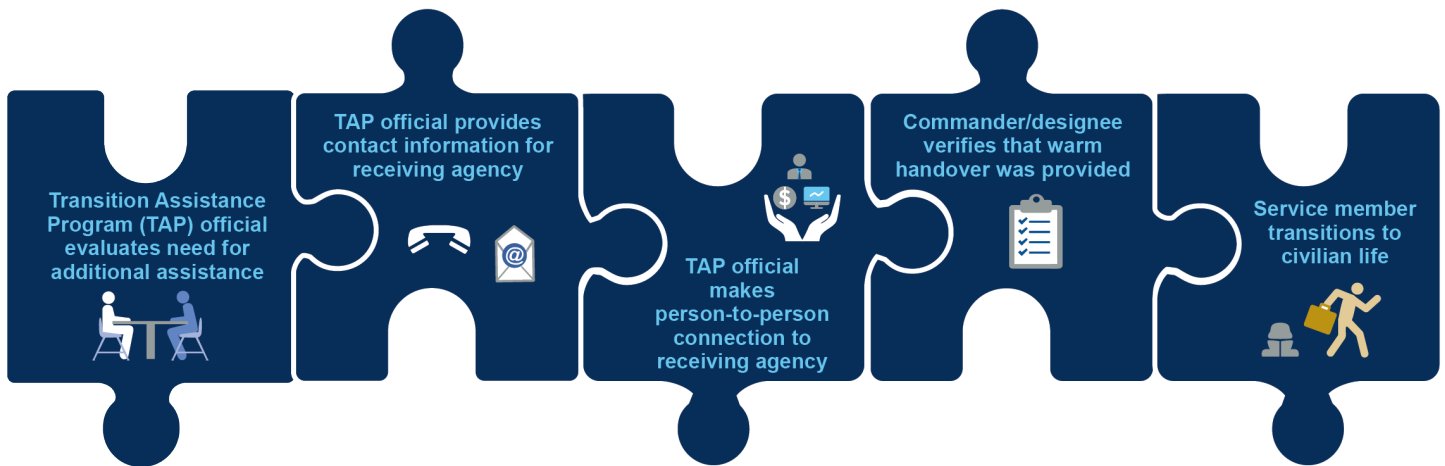 Transition Assistance
Program (TAP) official
evaluates need for
additional assistance
TAP official provides
contact information for
receiving agency
@
$
TAP official
makes
person-to-person
connection to
receiving agency
Commander/designee
verifies that warm
handover was provided
Service member
transitions to
civilian life